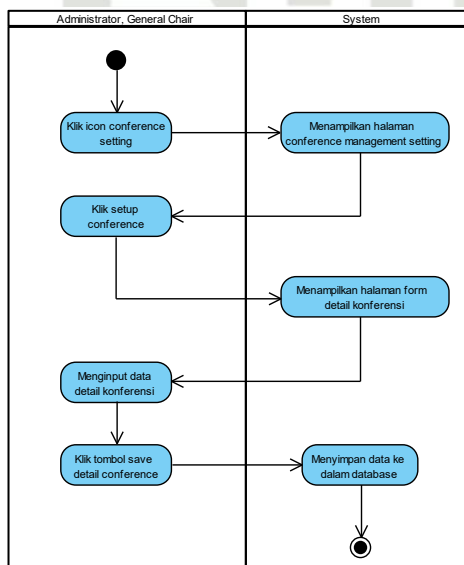 Administrator, General Chair
System
Klik icon conference
setting
Menampilkan halaman
conference management setting
Klik setup
conference
Menampilkan halaman form
detail konferensi
Menginput data
detail konferensi
Klik tombol save
detail conference
Menyimpan data ke
dalam database